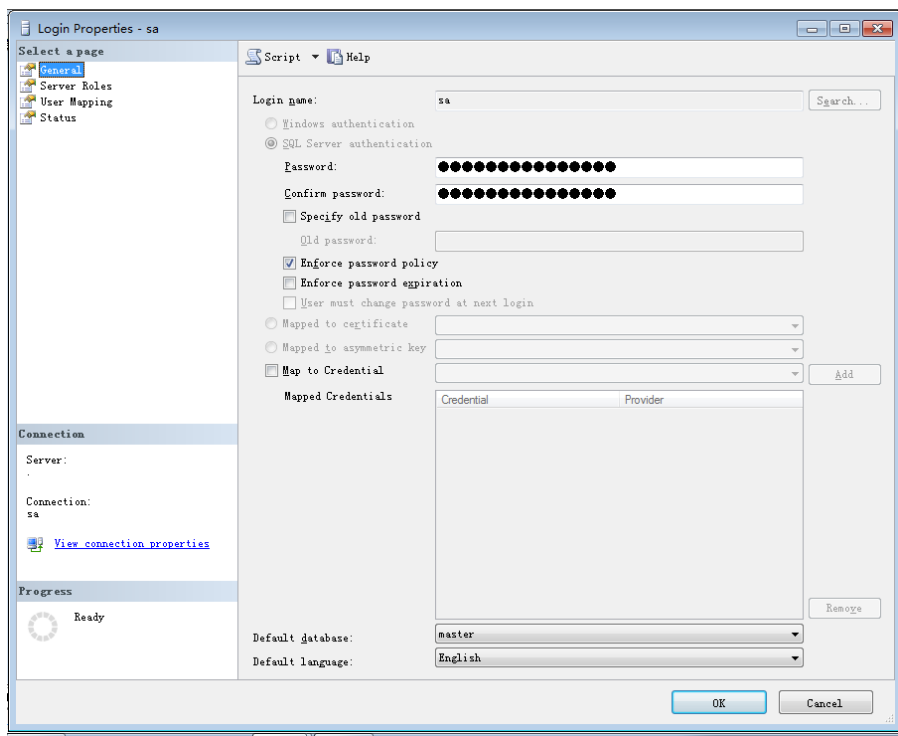 Login Properties - sa
Select a page
General
Server Roles
User Mapping
Status
Script
Help
Login name:
sa
Search...
Windows authentication
SQL Server authentication
Password:
●●●●●●●●●●●●●●●
Confirm password:
●●●●●●●●●●●●●●●
Specify old password
Old password:
Enforce password policy
Enforce password expiration
User must change password at next login
Mapped to certificate
Mapped to asymmetric key
Map to Credential
Add
Mapped Credentials
Credential
Provider
Remove
Default database:
master
Default language:
English
Connection
Server:
.
Connection:
sa
View connection properties
Progress
Ready
OK
Cancel